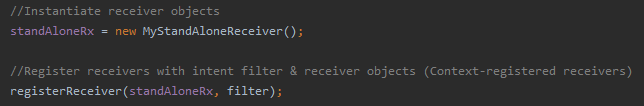 //Instantiate receiver objects
standAloneRx = new MyStandAloneReceiver();
//Register receivers with intent filter & receiver objects (Context-registered receivers)
registerReceiver(standAloneRx, filter);